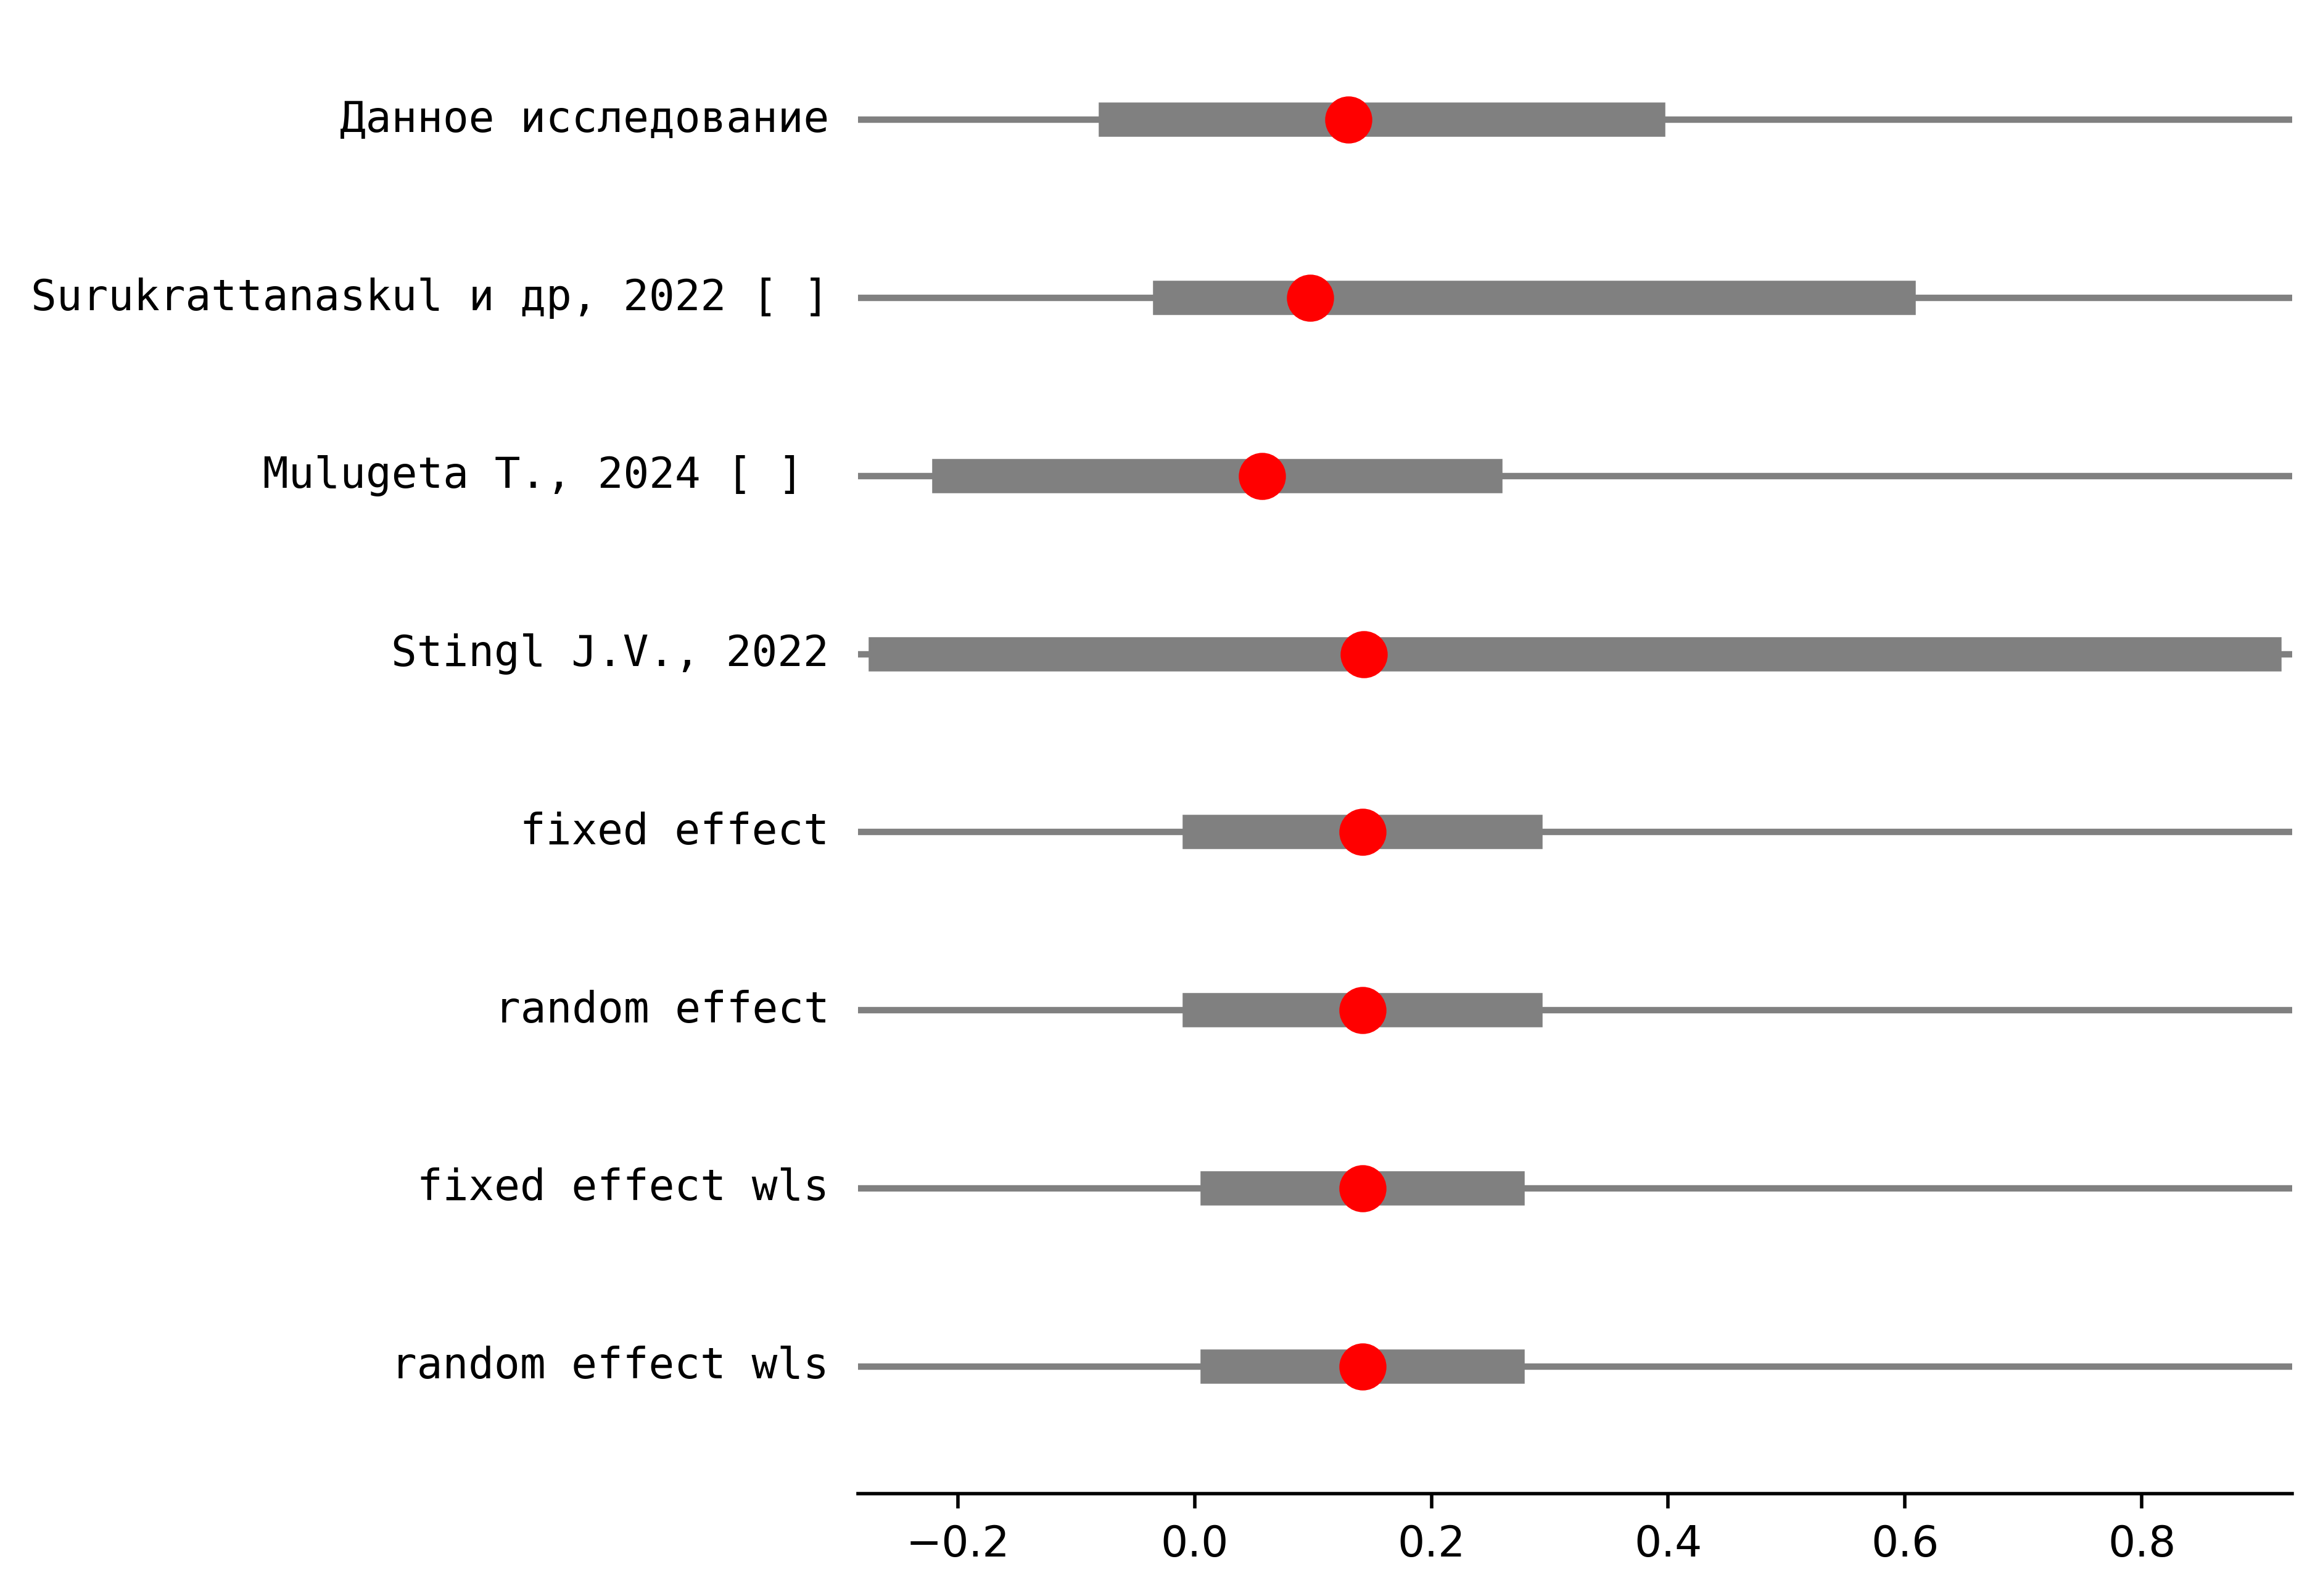 Данное исследование
Surukrattanaskul и др, 2022 [ ]
Mulugeta T., 2024 [ ]
Stingl J.V., 2022
fixed effect
random effect
fixed effect wls
random effect wls
−0.2 0.0 0.2 0.4 0.6 0.8